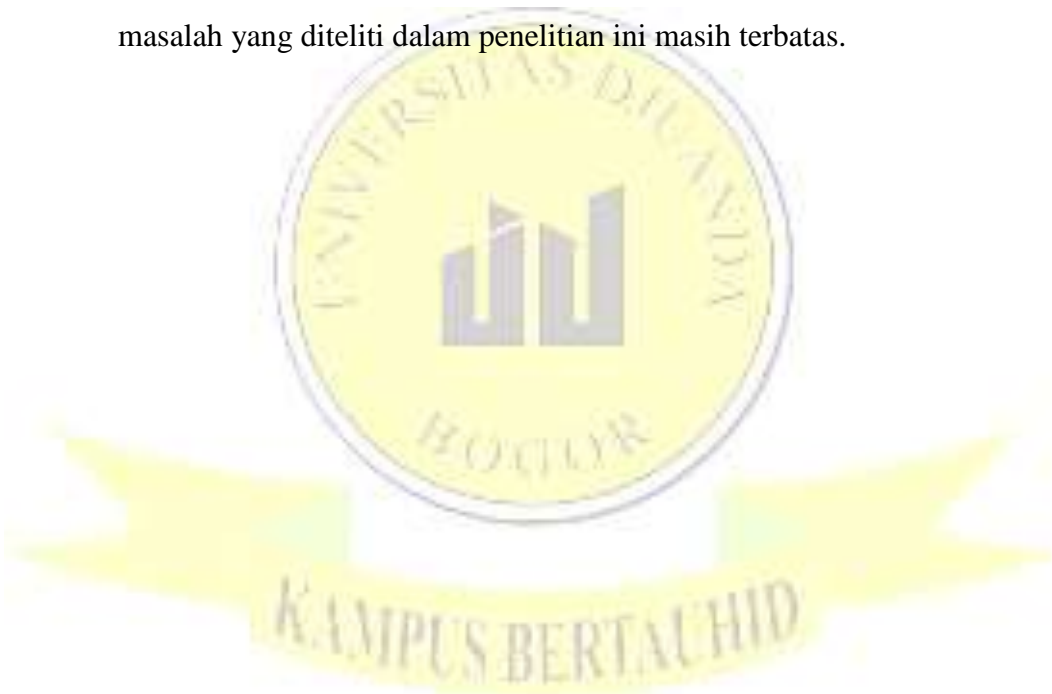 masalah yang diteliti dalam penelitian ini masih terbatas.
UNIVERSITAS DJUANDA
BOGOR
KAMPUS BERTAUHID